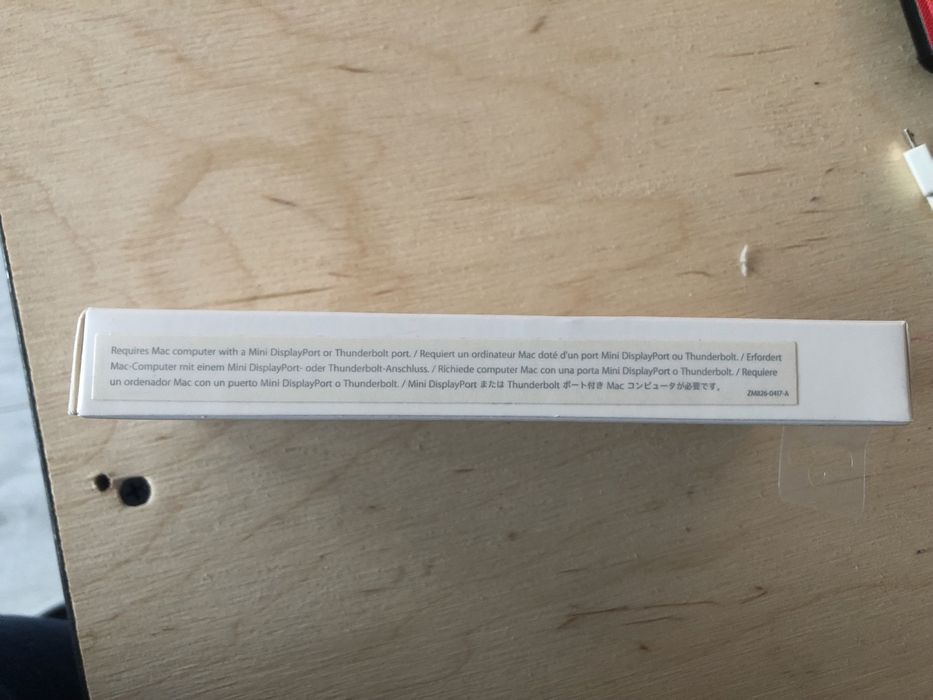 Requires Mac computer with a Mini DisplayPort or Thunderbolt port. / Requiert un ordinateur Mac doté d'un port Mini DisplayPort ou Thunderbolt. / Erfordert
Mac-Computer mit einem Mini DisplayPort- oder Thunderbolt-Anschluss. / Richiede computer Mac con una porta Mini DisplayPort o Thunderbolt. / Requiere
un ordenador Mac con un puerto Mini DisplayPort o Thunderbolt. / Mini DisplayPort または Thunderbolt ポート付き Mac コンピュータが必要です。
ZM826-0417-A